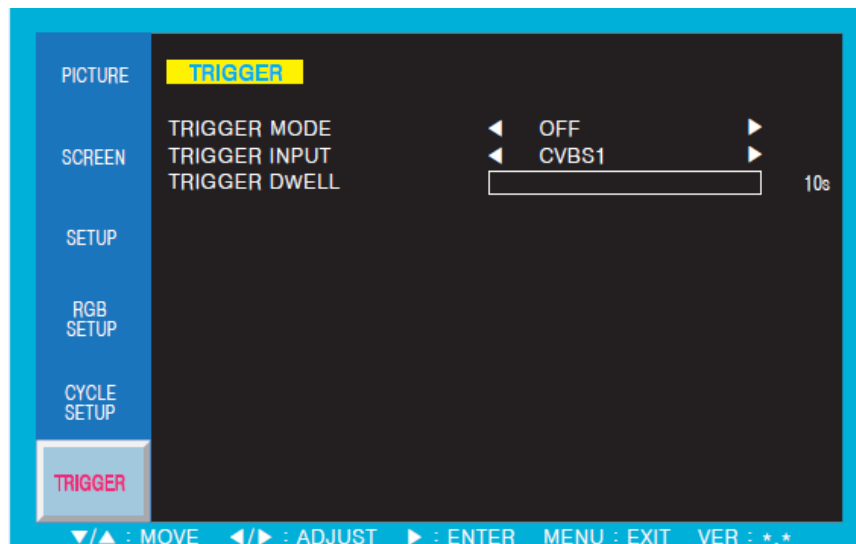 PICTURE
SCREEN
SETUP
RGB
SETUP
CYCLE
SETUP
TRIGGER
TRIGGER
TRIGGER MODE ◀ OFF ▶
TRIGGER INPUT ◀ CVBS1 ▶
TRIGGER DWELL 10s
▼/▲ : MOVE ◀/▶ : ADJUST ▶ : ENTER MENU : EXIT VER : *.*